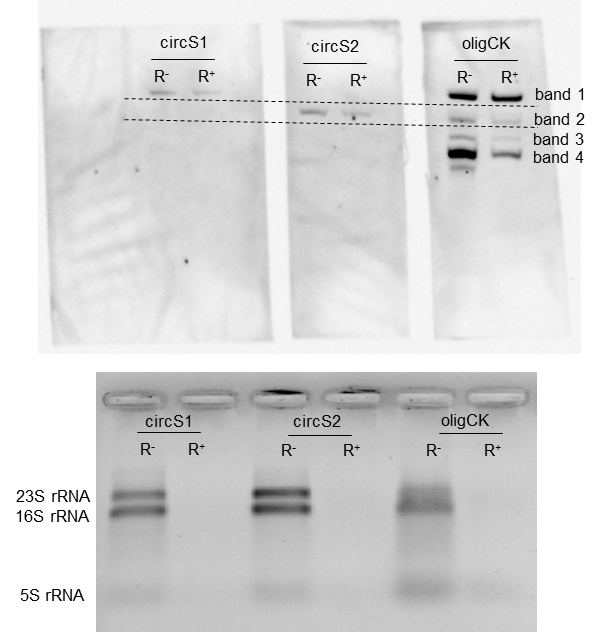 circS1 circS2 oligCK
R- R+ R- R+ R- R+
band 1
band 2
band 3
band 4
circS1 circS2 oligCK
R- R+ R- R+ R- R+
23S rRNA
16S rRNA
5S rRNA